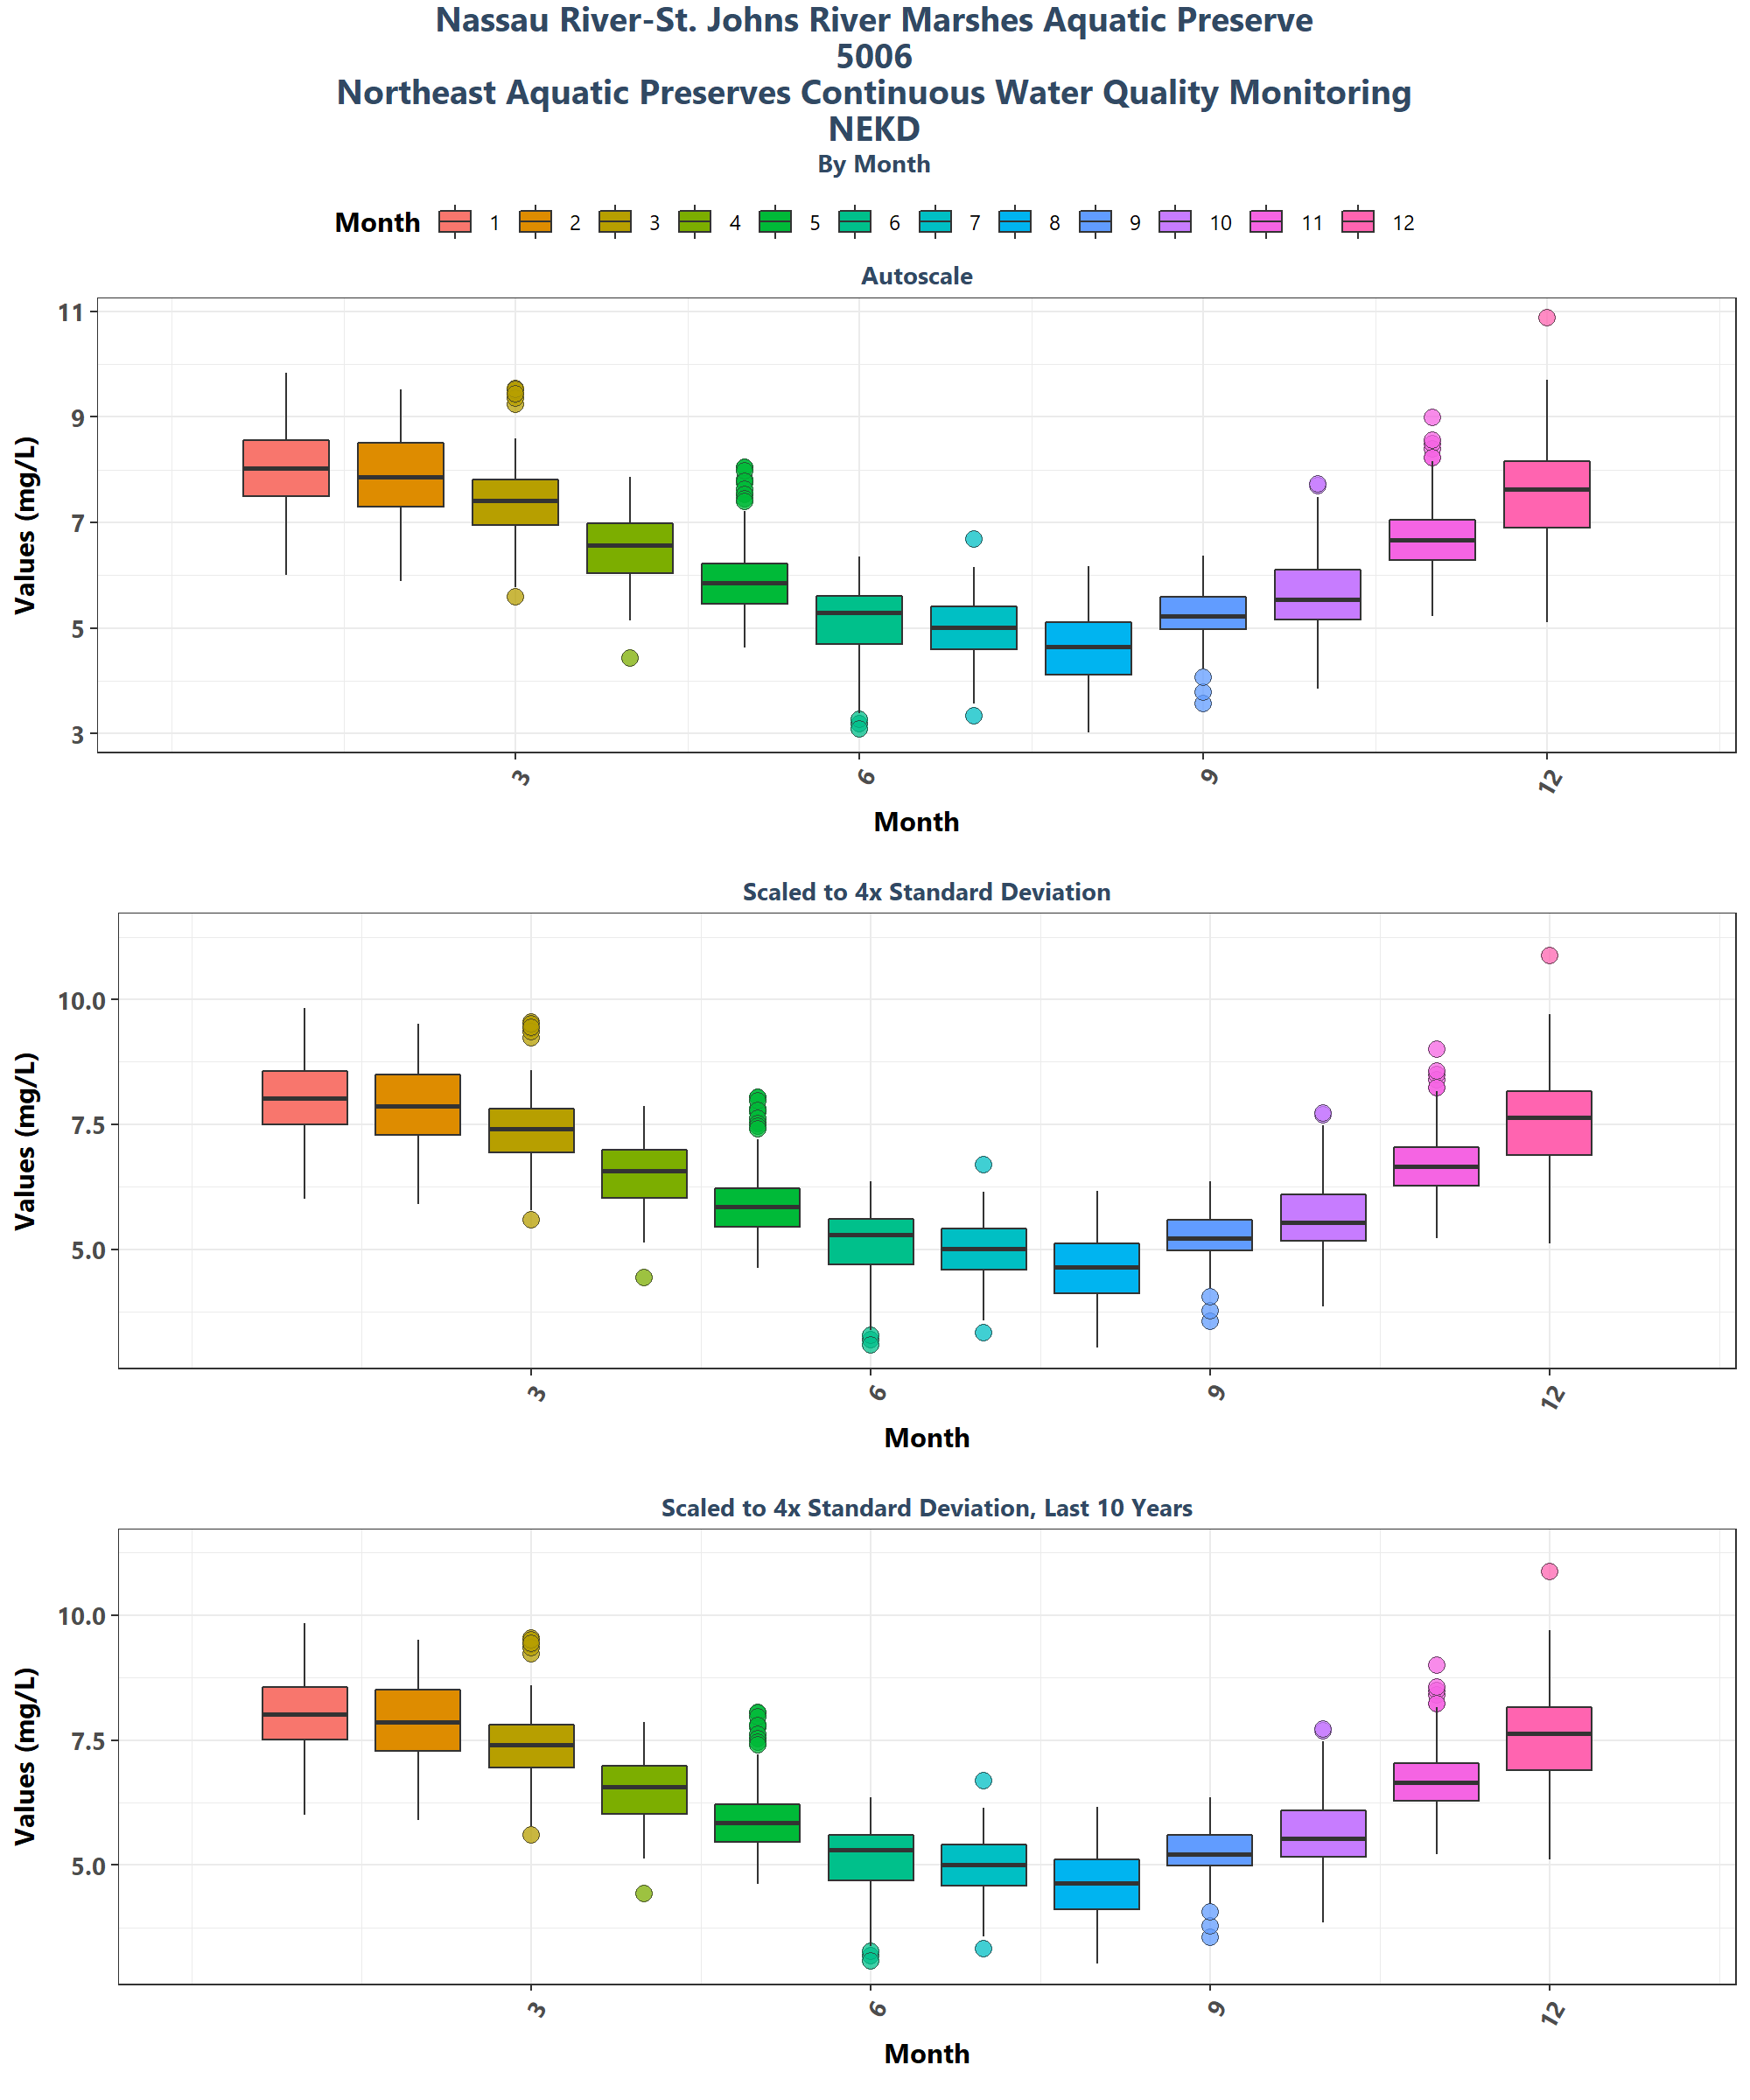 Nassau River-St. Johns River Marshes Aquatic Preserve
5006
Northeast Aquatic Preserves Continuous Water Quality Monitoring
NEKD
By Month
Month 1 2 3 4 5 6 7 8 9 10 11 12
Autoscale
Values (mg/L)
11
9
7
5
3
3 6 9 12
Month
Scaled to 4x Standard Deviation
Values (mg/L)
10.0
7.5
5.0
3 6 9 12
Month
Scaled to 4x Standard Deviation, Last 10 Years
Values (mg/L)
10.0
7.5
5.0
3 6 9 12
Month